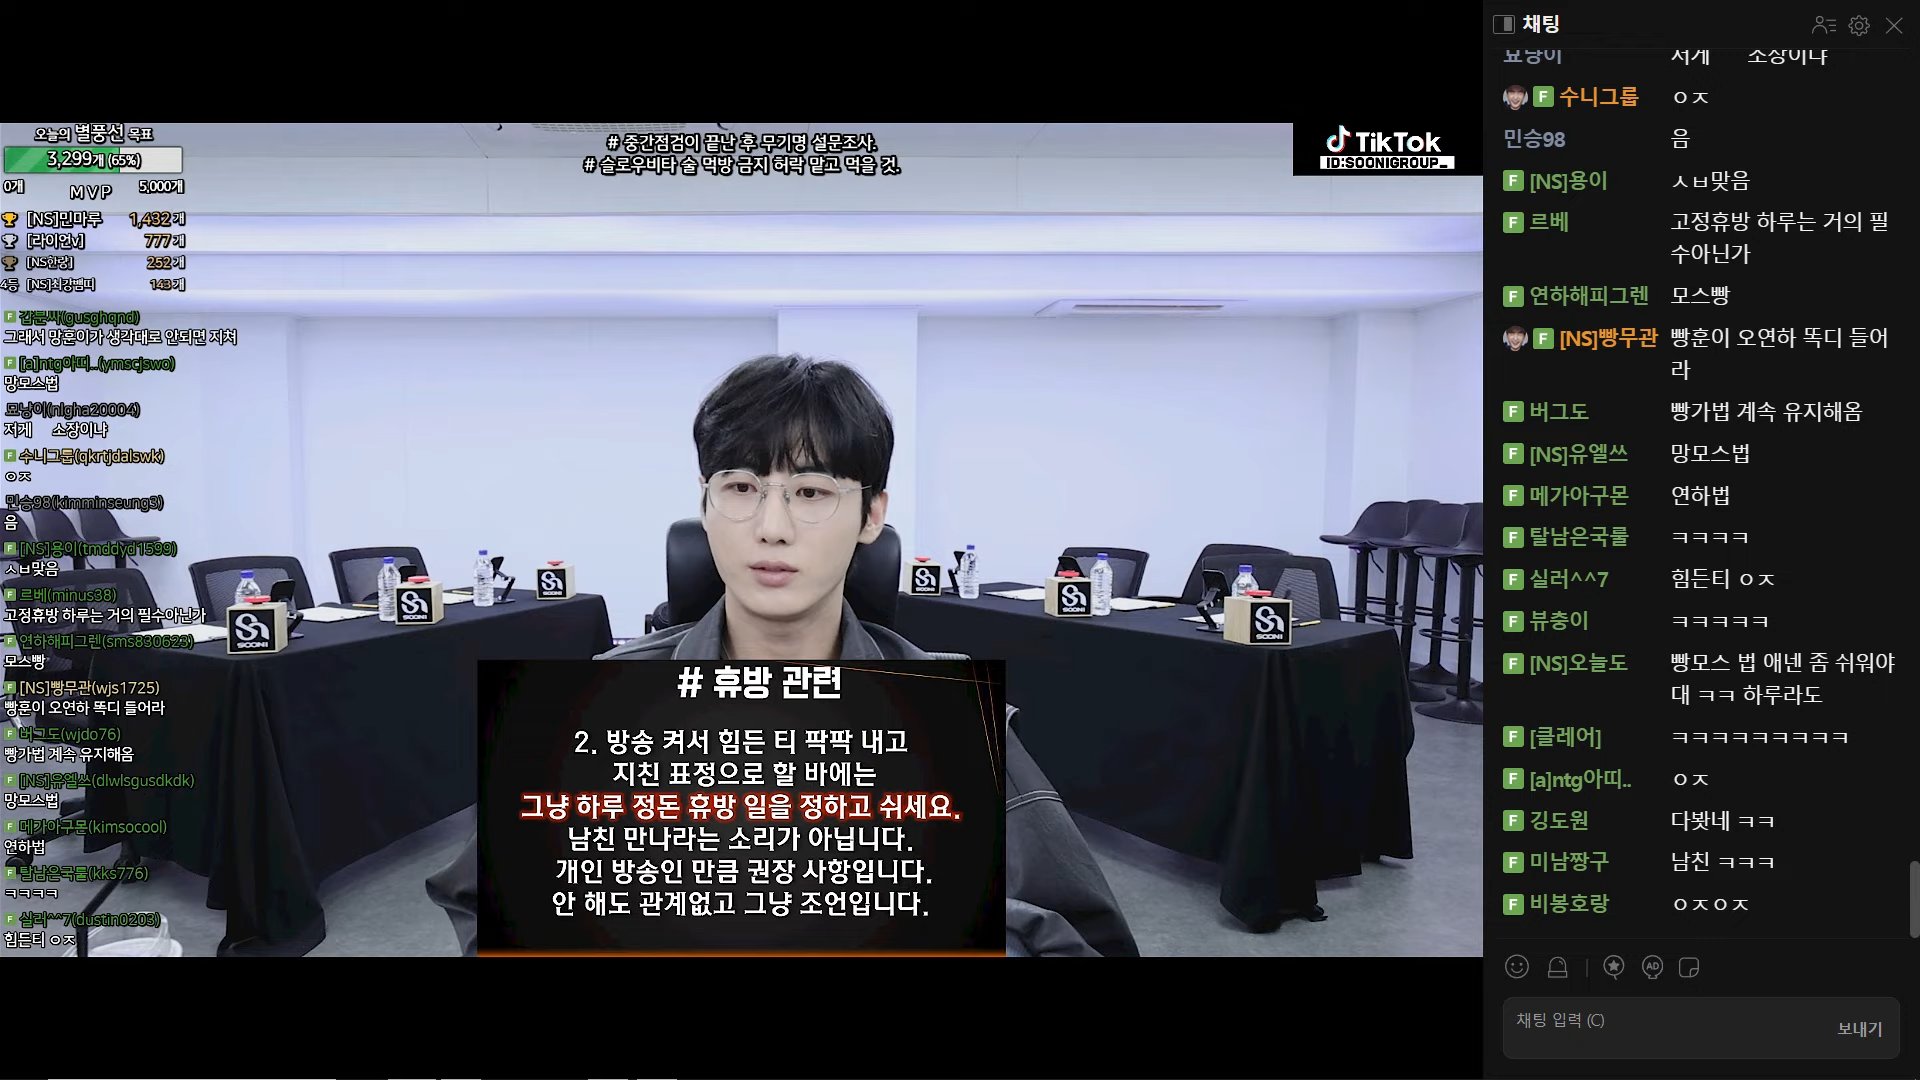 오늘의 별풍선 목표
3,299개 (65%)
0개
MVP
5,000개
[NS]민마루 1,432개
[라이언v] 777개
[NS한량] 252개
4등 [NS]최강뱀띠 143개
그래서 망훈이가 생각대로 안되면 지쳐
F [a]ntg아띠..(ymscjswo)
망모스법
묘낭이(nlgha20004)
저게 소장이냐
F 수니그룹(qkrtjdalswk)
ㅇㅈ
민승98(kimminseung3)
음
F [NS]용이(tmddyd1599)
ㅅㅂ맞음
F 르베(minus38)
고정휴방 하루는 거의 필수아닌가
F 연하해피그렌(sms830623)
모스빵
F [NS]빵무관(wjs1725)
빵훈이 오연하 똑디 들어라
F 버그도(wjdo76)
빵가법 계속 유지해옴
F [NS]유엘쓰(dlwlsgusdkdk)
망모스법
F 메가아구몬(kimsocool)
연하법
F 탈남은국룰(kks776)
ㅋㅋㅋㅋ
F 실러^^7(dustin0203)
힘든티 ㅇㅈ
# 중간점검이 끝난 후 무기명 설문조사.
# 슬로우비타 술 먹방 금지 허락 맡고 먹을 것.
TikTok
ID:SOONIGROUP_
SOONI
SOONI
SOONI
SOONI
SOONI
# 휴방 관련
2. 방송 켜서 힘든 티 팍팍 내고
지친 표정으로 할 바에는
그냥 하루 정돈 휴방 일을 정하고 쉬세요.
남친 만나라는 소리가 아닙니다.
개인 방송인 만큼 권장 사항입니다.
안 해도 관계없고 그냥 조언입니다.
채팅
묘낭이 저게 소장이냐
F 수니그룹 ㅇㅈ
민승98 음
F [NS]용이 ㅅㅂ맞음
F 르베 고정휴방 하루는 거의 필
수아닌가
F 연하해피그렌 모스빵
F [NS]빵무관 빵훈이 오연하 똑디 들어
라
F 버그도 빵가법 계속 유지해옴
F [NS]유엘쓰 망모스법
F 메가아구몬 연하법
F 탈남은국룰 ㅋㅋㅋㅋ
F 실러^^7 힘든티 ㅇㅈ
F 뷰충이 ㅋㅋㅋㅋㅋ
F [NS]오늘도 빵모스 법 애넨 좀 쉬워야
대 ㅋㅋ 하루라도
F [클레어] ㅋㅋㅋㅋㅋㅋㅋㅋㅋ
F [a]ntg아띠.. ㅇㅈ
F 깅도원 다봣네 ㅋㅋ
F 미남짱구 남친 ㅋㅋㅋ
F 비봉호랑 ㅇㅈㅇㅈ
AD
채팅 입력 (C)
보내기